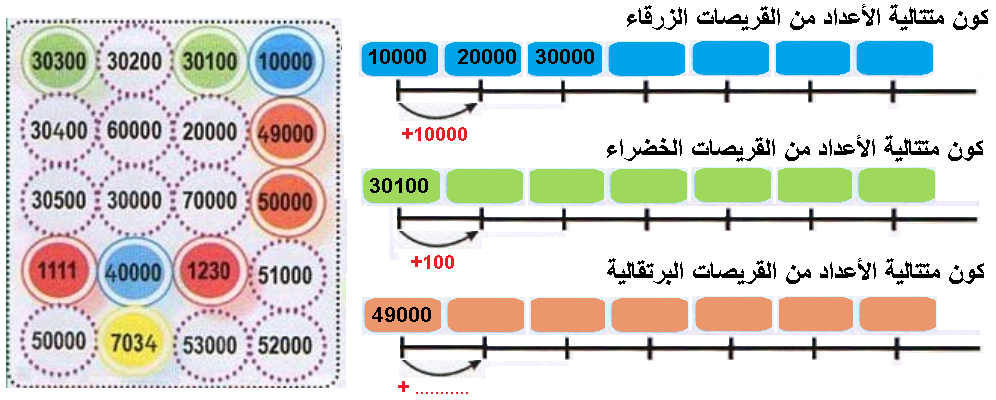 30300 30200 30100 10000
30400 60000 20000 49000
30500 30000 70000 50000
1111 40000 1230 51000
50000 7034 53000 52000
كون متتالية الأعداد من القريصات الزرقاء
10000 20000 30000
+10000
كون متتالية الأعداد من القريصات الخضراء
30100
+100
كون متتالية الأعداد من القريصات البرتقالية
49000
+ ...........